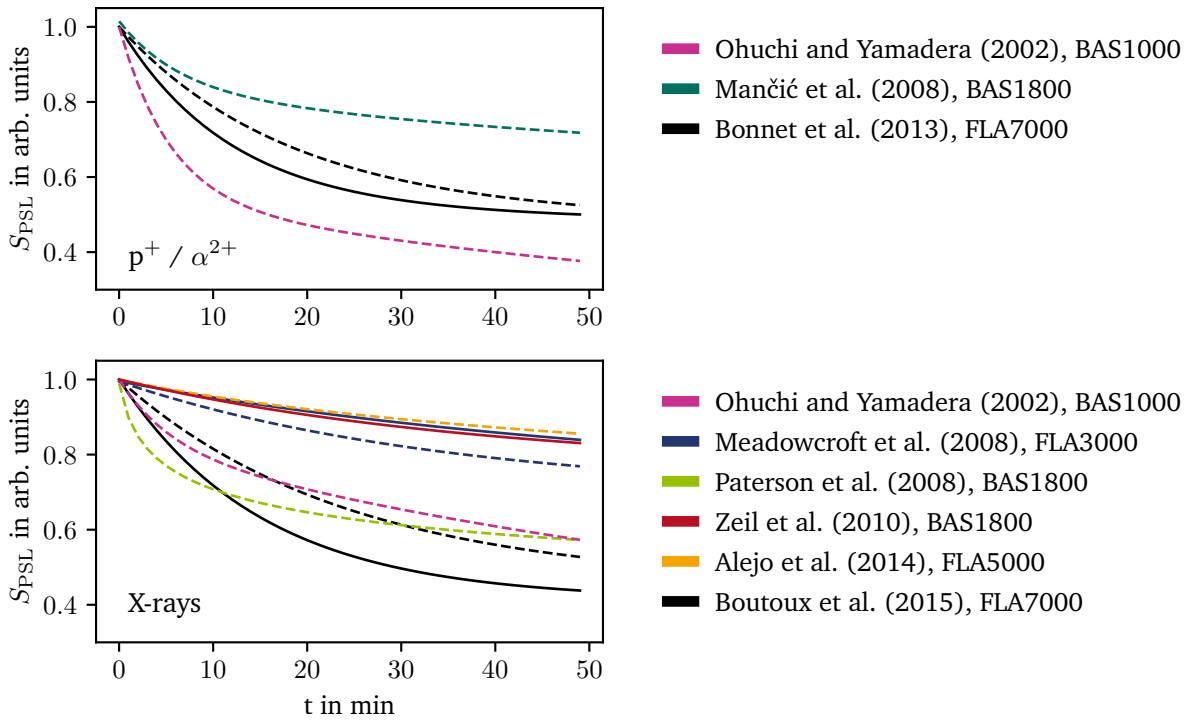 1.0
0.8
0.6
0.4
S_PSL in arb. units
p⁺ / α²⁺
0 10 20 30 40 50
Ohuchi and Yamadera (2002), BAS1000
Mančić et al. (2008), BAS1800
Bonnet et al. (2013), FLA7000
1.0
0.8
0.6
0.4
S_PSL in arb. units
X-rays
0 10 20 30 40 50
t in min
Ohuchi and Yamadera (2002), BAS1000
Meadowcroft et al. (2008), FLA3000
Paterson et al. (2008), BAS1800
Zeil et al. (2010), BAS1800
Alejo et al. (2014), FLA5000
Boutoux et al. (2015), FLA7000